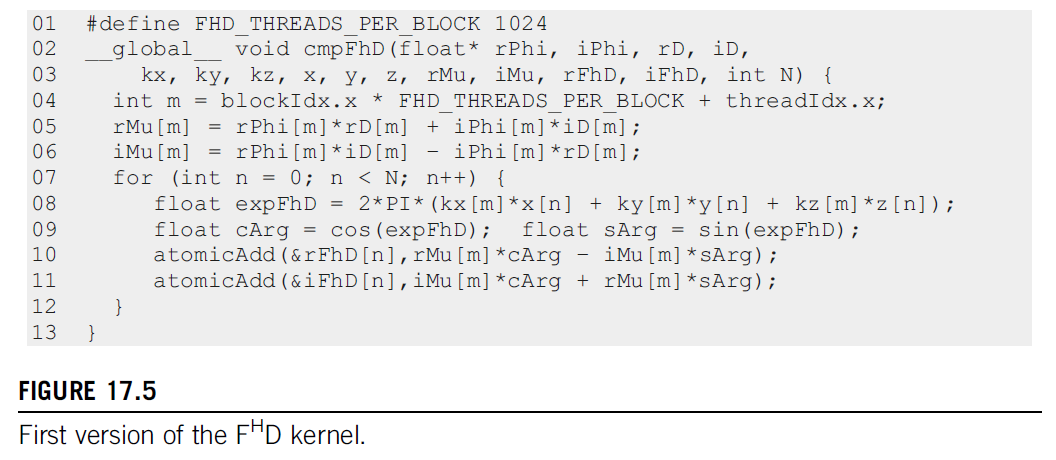 01 #define FHD_THREADS_PER_BLOCK 1024
02 __global__ void cmpFhD(float* rPhi, iPhi, rD, iD,
03 kx, ky, kz, x, y, z, rMu, iMu, rFhD, iFhD, int N) {
04 int m = blockIdx.x * FHD_THREADS_PER_BLOCK + threadIdx.x;
05 rMu[m] = rPhi[m]*rD[m] + iPhi[m]*iD[m];
06 iMu[m] = rPhi[m]*iD[m] - iPhi[m]*rD[m];
07 for (int n = 0; n < N; n++) {
08 float expFhD = 2*PI*(kx[m]*x[n] + ky[m]*y[n] + kz[m]*z[n]);
09 float cArg = cos(expFhD); float sArg = sin(expFhD);
10 atomicAdd(&rFhD[n],rMu[m]*cArg - iMu[m]*sArg);
11 atomicAdd(&iFhD[n],iMu[m]*cArg + rMu[m]*sArg);
12 }
13 }
FIGURE 17.5
First version of the FᴴD kernel.